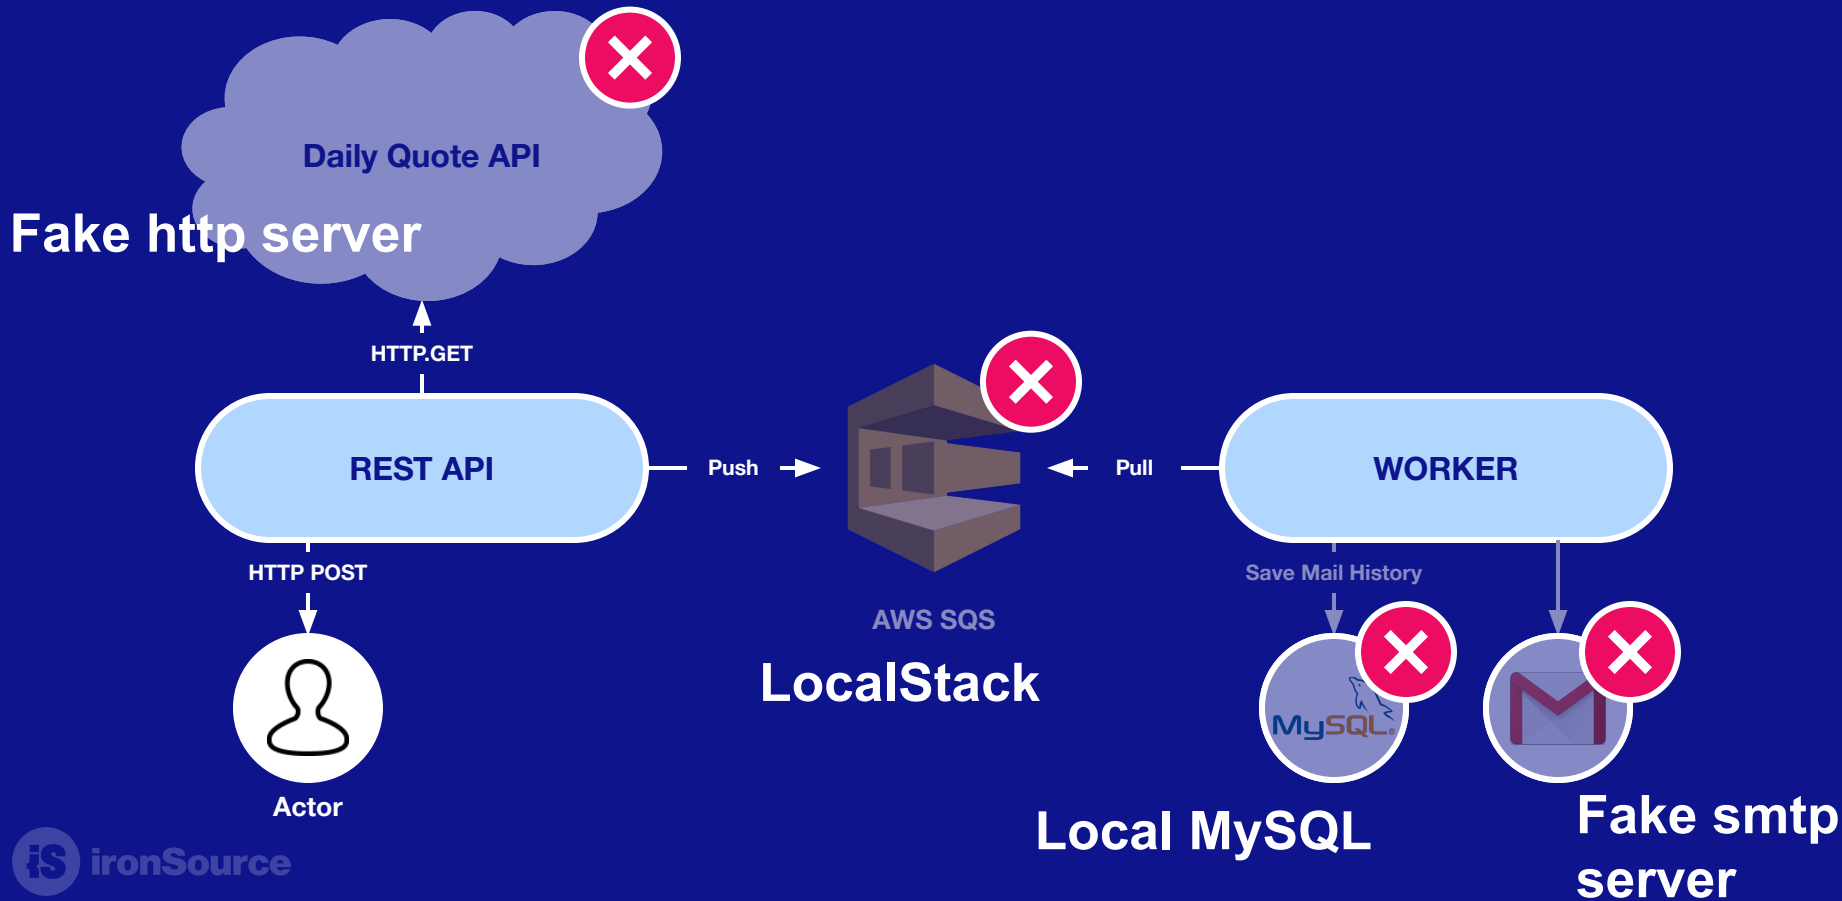 Daily Quote API
Fake http server
HTTP.GET
REST API
Push
Pull
WORKER
HTTP POST
Save Mail History
AWS SQS
LocalStack
MySQL®
Actor
Local MySQL
Fake smtp
server
iS ironSource